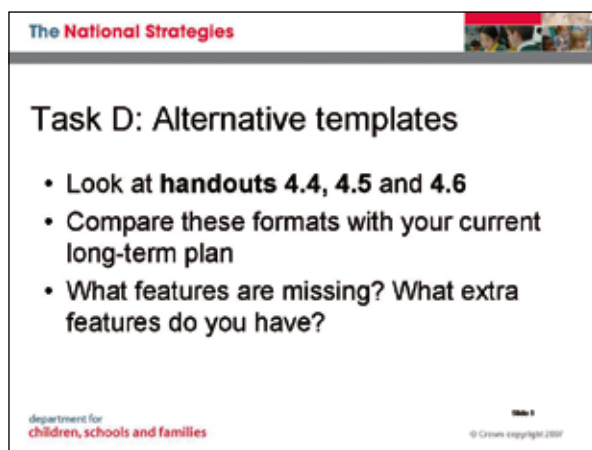 The National Strategies
Task D: Alternative templates
• Look at handouts 4.4, 4.5 and 4.6
• Compare these formats with your current
long-term plan
• What features are missing? What extra
features do you have?
department for
children, schools and families
© Crown copyright 2007